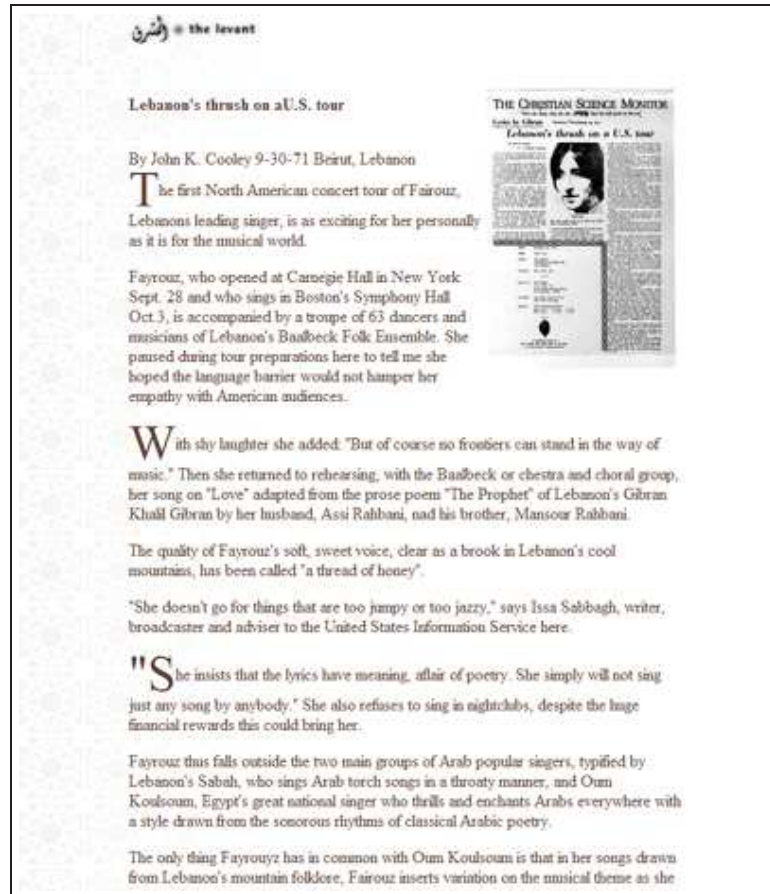 المشرق the levant
Lebanon's thrush on aU.S. tour
THE CHRISTIAN SCIENCE MONITOR
Lebanon's thrush on a U.S. tour
By John K. Cooley 9-30-71 Beirut, Lebanon
The first North American concert tour of Fairouz,
Lebanons leading singer, is as exciting for her personally
as it is for the musical world.
Fayrouz, who opened at Carnegie Hall in New York
Sept. 28 and who sings in Boston's Symphony Hall
Oct.3, is accompanied by a troupe of 63 dancers and
musicians of Lebanon's Baalbeck Folk Ensemble. She
paused during tour preparations here to tell me she
hoped the language barrier would not hamper her
empathy with American audiences.
With shy laughter she added: "But of course no frontiers can stand in the way of
music." Then she returned to rehearsing, with the Baalbeck or chestra and choral group,
her song on "Love" adapted from the prose poem "The Prophet" of Lebanon's Gibran
Khalil Gibran by her husband, Assi Rahbani, nad his brother, Mansour Rahbani.
The quality of Fayrouz's soft, sweet voice, clear as a brook in Lebanon's cool
mountains, has been called "a thread of honey".
"She doesn't go for things that are too jumpy or too jazzy," says Issa Sabbagh, writer,
broadcaster and adviser to the United States Information Service here.
"She insists that the lyrics have meaning, aflair of poetry. She simply will not sing
just any song by anybody." She also refuses to sing in nightclubs, despite the huge
financial rewards this could bring her.
Fayrouz thus falls outside the two main groups of Arab popular singers, typified by
Lebanon's Sabah, who sings Arab torch songs in a throaty manner, and Oum
Koulsoum, Egypt's great national singer who thrills and enchants Arabs everywhere with
a style drawn from the sonorous rhythms of classical Arabic poetry.
The only thing Fayrouyz has in common with Oum Koulsoum is that in her songs drawn
from Lebanon's mountain folklore, Fairouz inserts variation on the musical theme as she